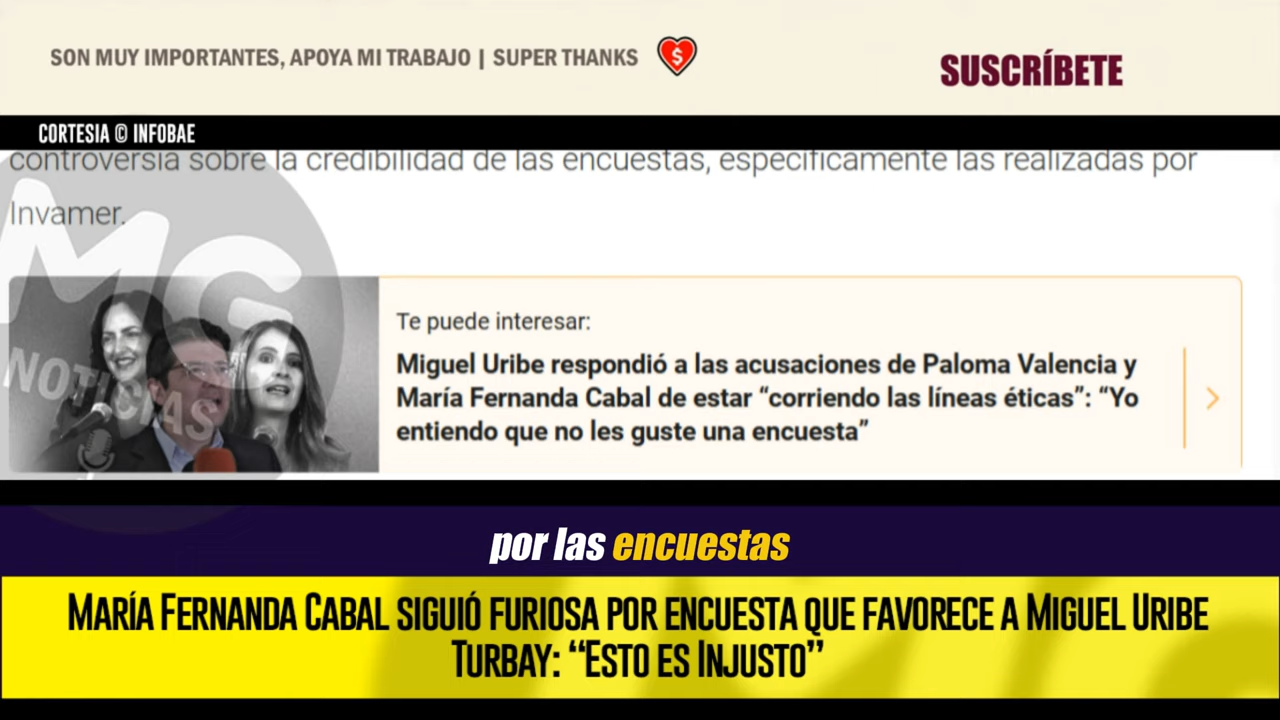 SON MUY IMPORTANTES, APOYA MI TRABAJO | SUPER THANKS
$
SUSCRÍBETE
CORTESIA © INFOBAE
controversia sobre la credibilidad de las encuestas, específicamente las realizadas por
Invamer.
MG
NOTICIAS
Te puede interesar:
Miguel Uribe respondió a las acusaciones de Paloma Valencia y
María Fernanda Cabal de estar “corriendo las líneas éticas”: “Yo
entiendo que no les guste una encuesta”
por las encuestas
MARÍA FERNANDA CABAL SIGUIÓ FURIOSA POR ENCUESTA QUE FAVORECE A MIGUEL URIBE
TURBAY: “ESTO ES INJUSTO”